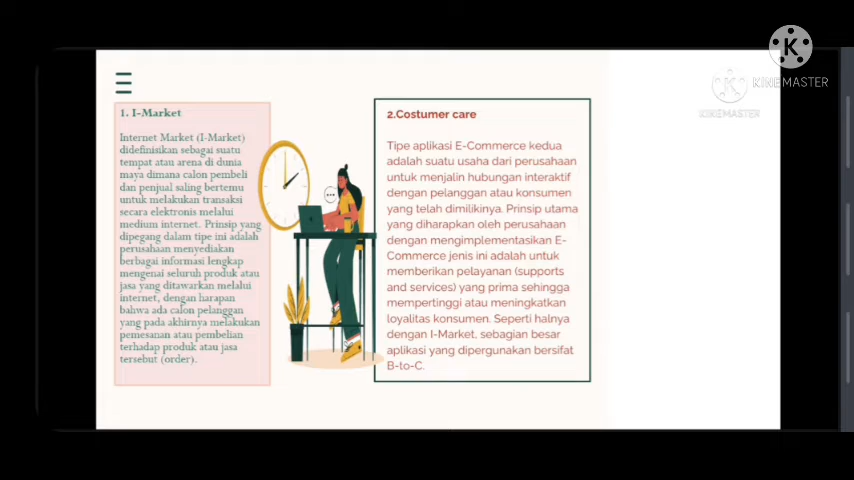 KINEMASTER
KINEMASTER
1. I-Market
Internet Market (I-Market)
didefinisikan sebagai suatu
tempat atau arena di dunia
maya dimana calon pembeli
dan penjual saling bertemu
untuk melakukan transaksi
secara elektronis melalui
medium internet. Prinsip yang
dipegang dalam tipe ini adalah
perusahaan menyediakan
berbagai informasi lengkap
mengenai seluruh produk atau
jasa yang ditawarkan melalui
internet, dengan harapan
bahwa ada calon pelanggan
yang pada akhirnya melakukan
pemesanan atau pembelian
terhadap produk atau jasa
tersebut (order).
2.Costumer care
Tipe aplikasi E-Commerce kedua
adalah suatu usaha dari perusahaan
untuk menjalin hubungan interaktif
dengan pelanggan atau konsumen
yang telah dimilikinya. Prinsip utama
yang diharapkan oleh perusahaan
dengan mengimplementasikan E-
Commerce jenis ini adalah untuk
memberikan pelayanan (supports
and services) yang prima sehingga
mempertinggi atau meningkatkan
loyalitas konsumen. Seperti halnya
dengan I-Market, sebagian besar
aplikasi yang dipergunakan bersifat
B-to-C.